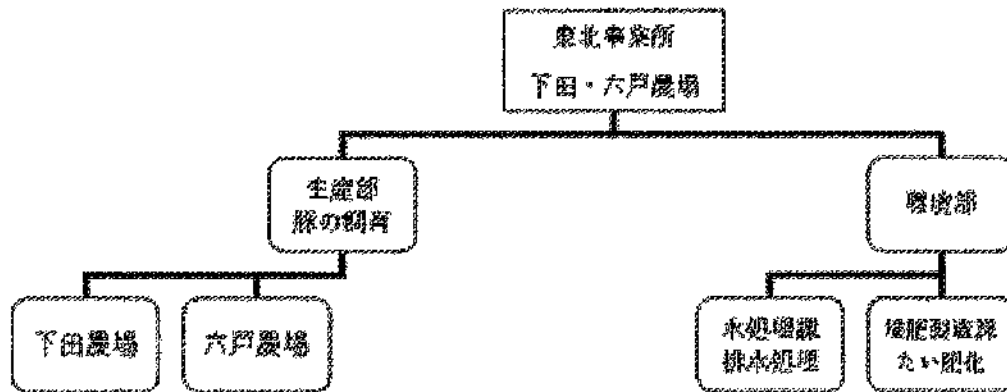 東北事業所
下田・六戸農場
生産部
豚の飼育
環境部
下田農場
六戸農場
水処理課
排水処理
堆肥製造課
たい肥化